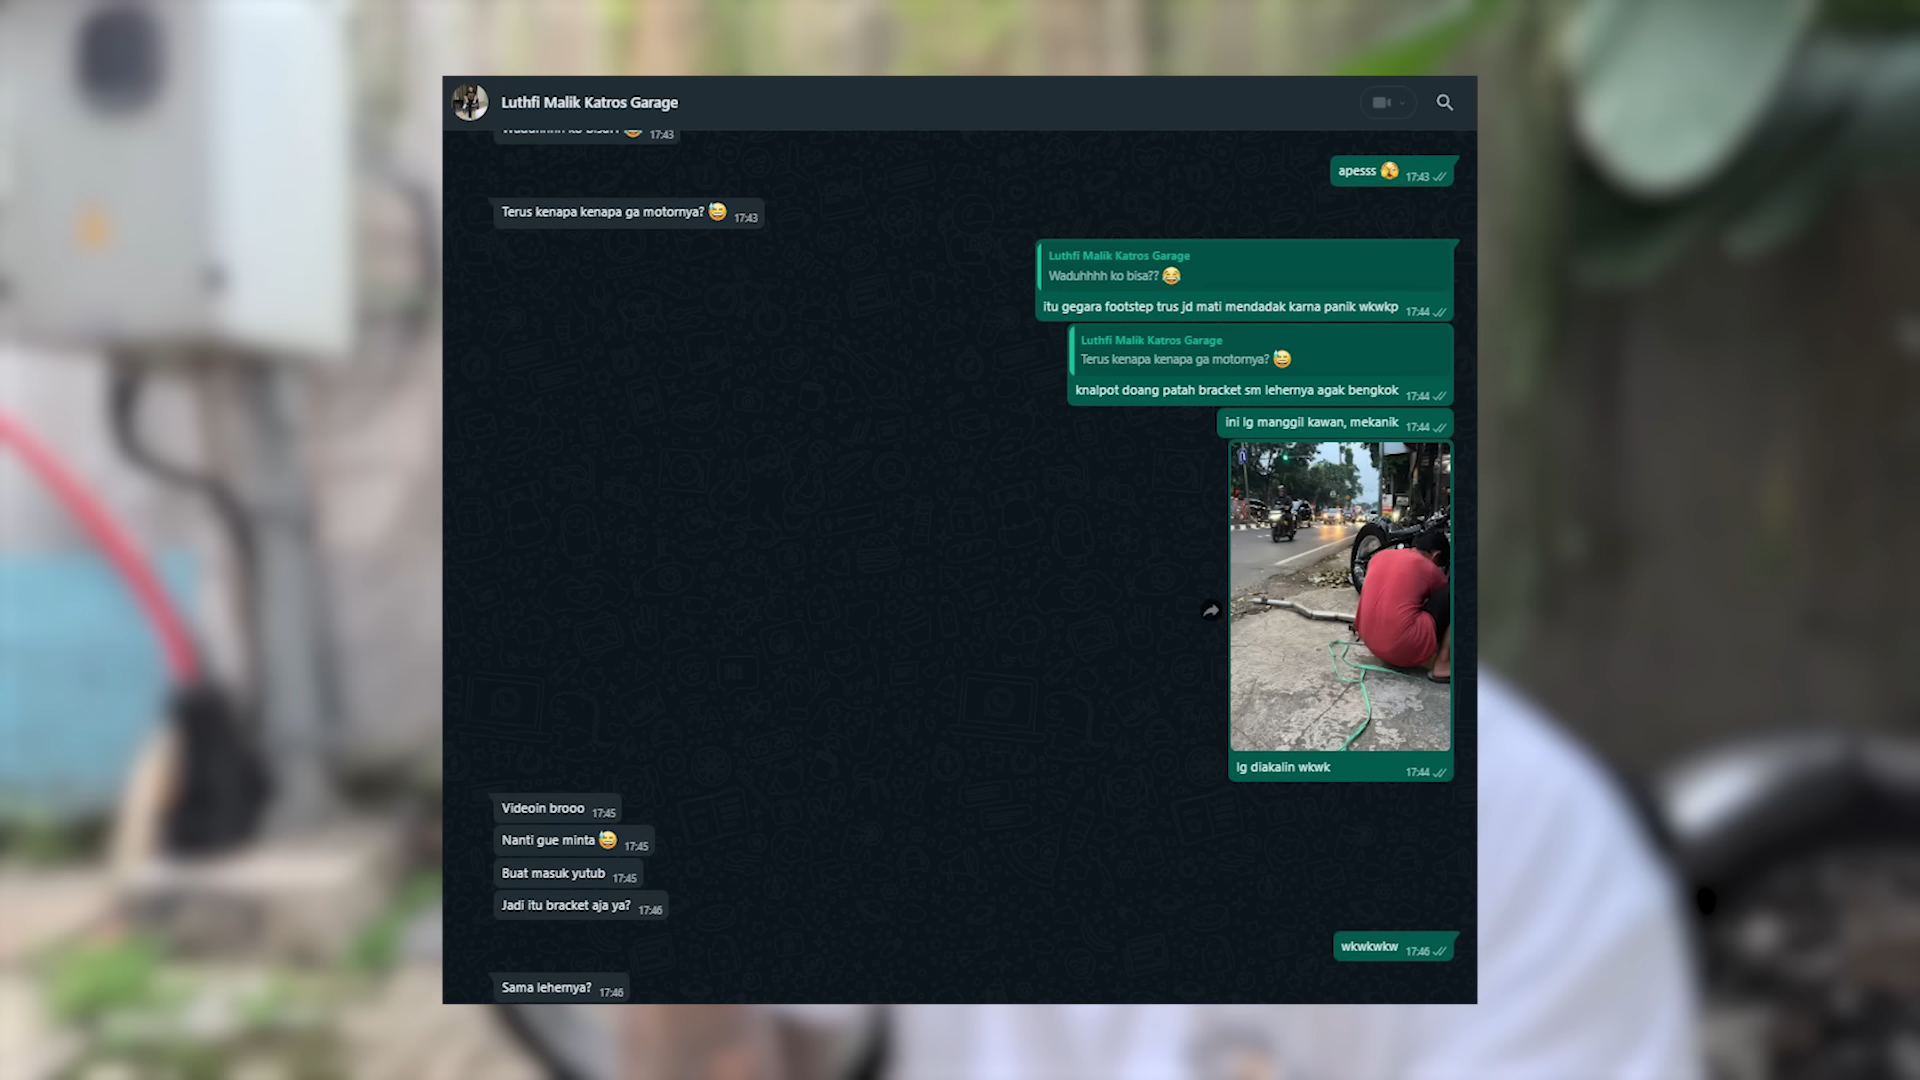 Luthfi Malik Katros Garage
Waduhhhh ko bisa?? 😂 17:43
apesss 🫣 17:43
Terus kenapa kenapa ga motornya? 😅 17:43
Luthfi Malik Katros Garage
Waduhhhh ko bisa?? 😂
itu gegara footstep trus jd mati mendadak karna panik wkwkp 17:44
Luthfi Malik Katros Garage
Terus kenapa kenapa ga motornya? 😅
knalpot doang patah bracket sm lehernya agak bengkok 17:44
ini lg manggil kawan, mekanik 17:44
lg diakalin wkwk 17:44
Videoin brooo 17:45
Nanti gue minta 😅 17:45
Buat masuk yutub 17:45
Jadi itu bracket aja ya? 17:46
wkwkwkw 17:46
Sama lehernya? 17:46